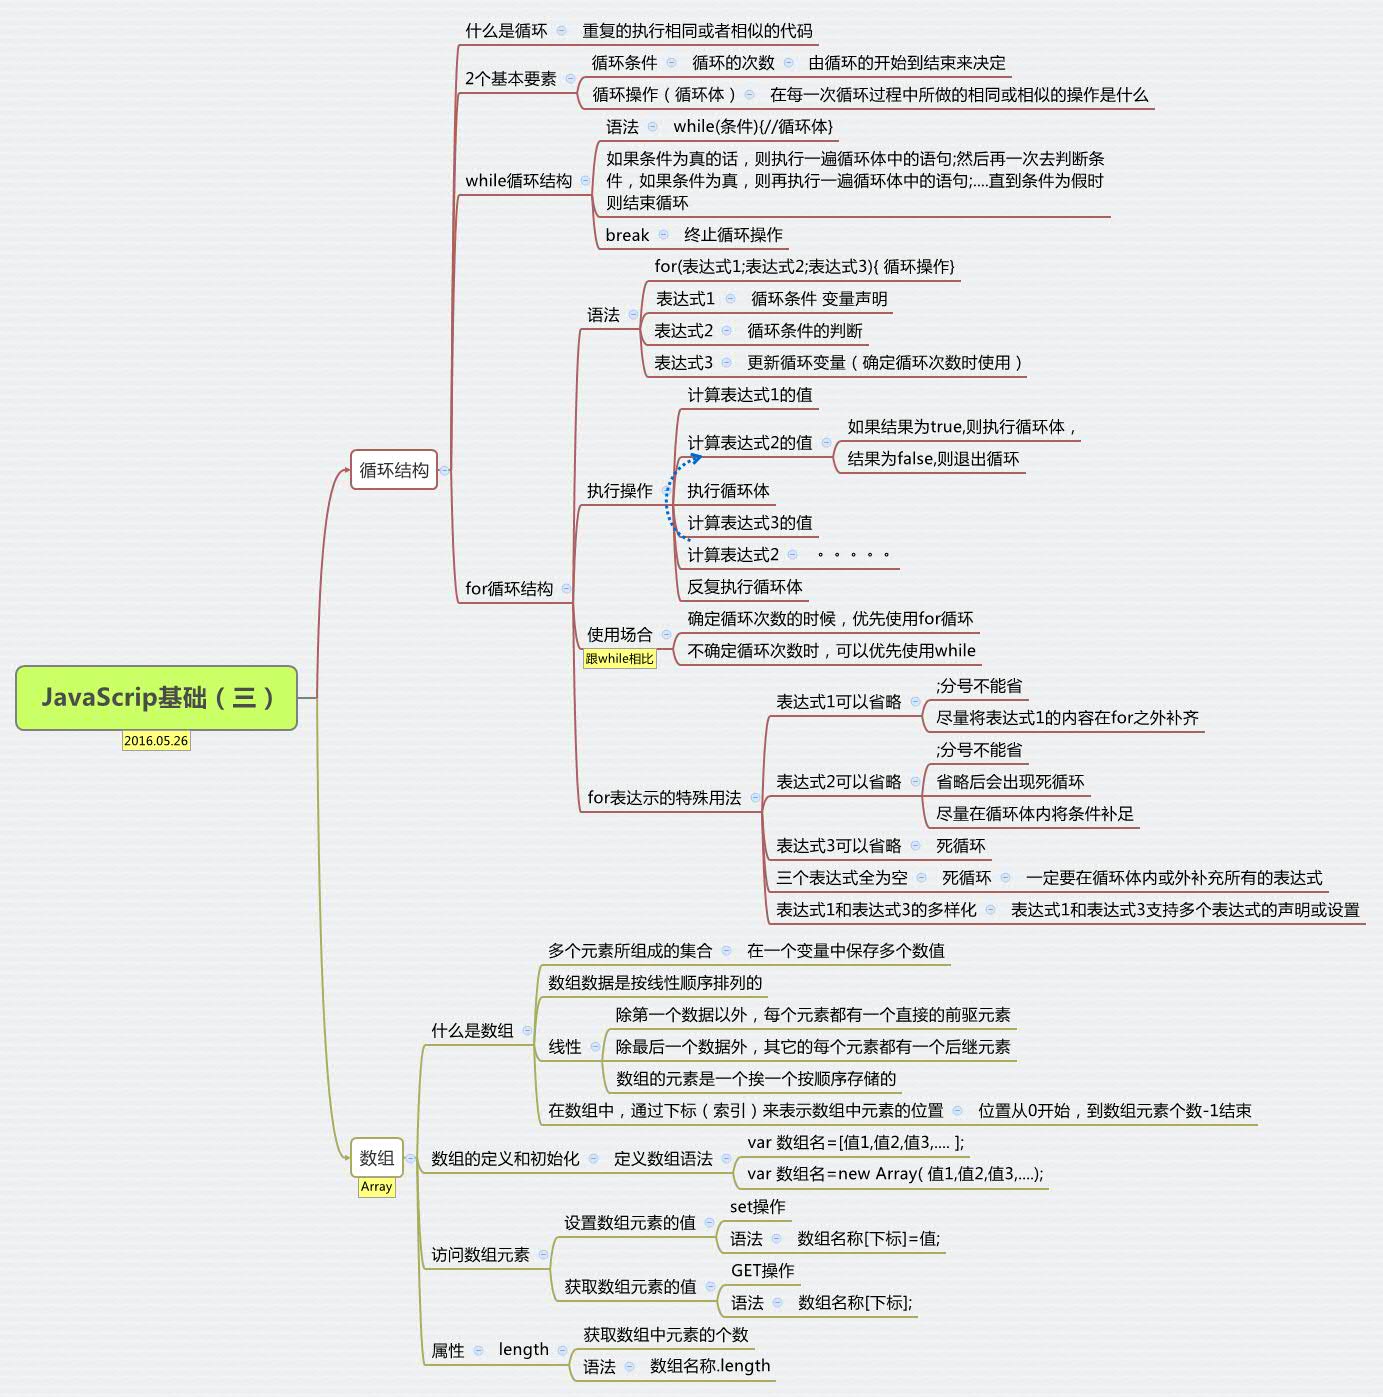 什么是循环
重复的执行相同或者相似的代码
2个基本要素
循环条件
循环的次数
由循环的开始到结束来决定
循环操作（循环体）
在每一次循环过程中所做的相同或相似的操作是什么
while循环结构
语法
while(条件){//循环体}
如果条件为真的话，则执行一遍循环体中的语句;然后再一次去判断条
件，如果条件为真，则再执行一遍循环体中的语句;....直到条件为假时
则结束循环
break
终止循环操作
循环结构
for循环结构
语法
for(表达式1;表达式2;表达式3){ 循环操作}
表达式1
循环条件 变量声明
表达式2
循环条件的判断
表达式3
更新循环变量（确定循环次数时使用）
执行操作
计算表达式1的值
计算表达式2的值
如果结果为true,则执行循环体，
结果为false,则退出循环
执行循环体
计算表达式3的值
计算表达式2
。。。。。
反复执行循环体
使用场合
跟while相比
确定循环次数的时候，优先使用for循环
不确定循环次数时，可以优先使用while
for表达示的特殊用法
表达式1可以省略
;分号不能省
尽量将表达式1的内容在for之外补齐
表达式2可以省略
;分号不能省
省略后会出现死循环
尽量在循环体内将条件补足
表达式3可以省略
死循环
三个表达式全为空
死循环
一定要在循环体内或外补充所有的表达式
表达式1和表达式3的多样化
表达式1和表达式3支持多个表达式的声明或设置
JavaScrip基础（三）
2016.05.26
数组
Array
什么是数组
多个元素所组成的集合
在一个变量中保存多个数值
数组数据是按线性顺序排列的
线性
除第一个数据以外，每个元素都有一个直接的前驱元素
除最后一个数据外，其它的每个元素都有一个后继元素
数组的元素是一个挨一个按顺序存储的
在数组中，通过下标（索引）来表示数组中元素的位置
位置从0开始，到数组元素个数-1结束
数组的定义和初始化
定义数组语法
var 数组名=[值1,值2,值3,.... ];
var 数组名=new Array( 值1,值2,值3,....);
访问数组元素
设置数组元素的值
set操作
语法
数组名称[下标]=值;
获取数组元素的值
GET操作
语法
数组名称[下标];
属性
length
获取数组中元素的个数
语法
数组名称.length